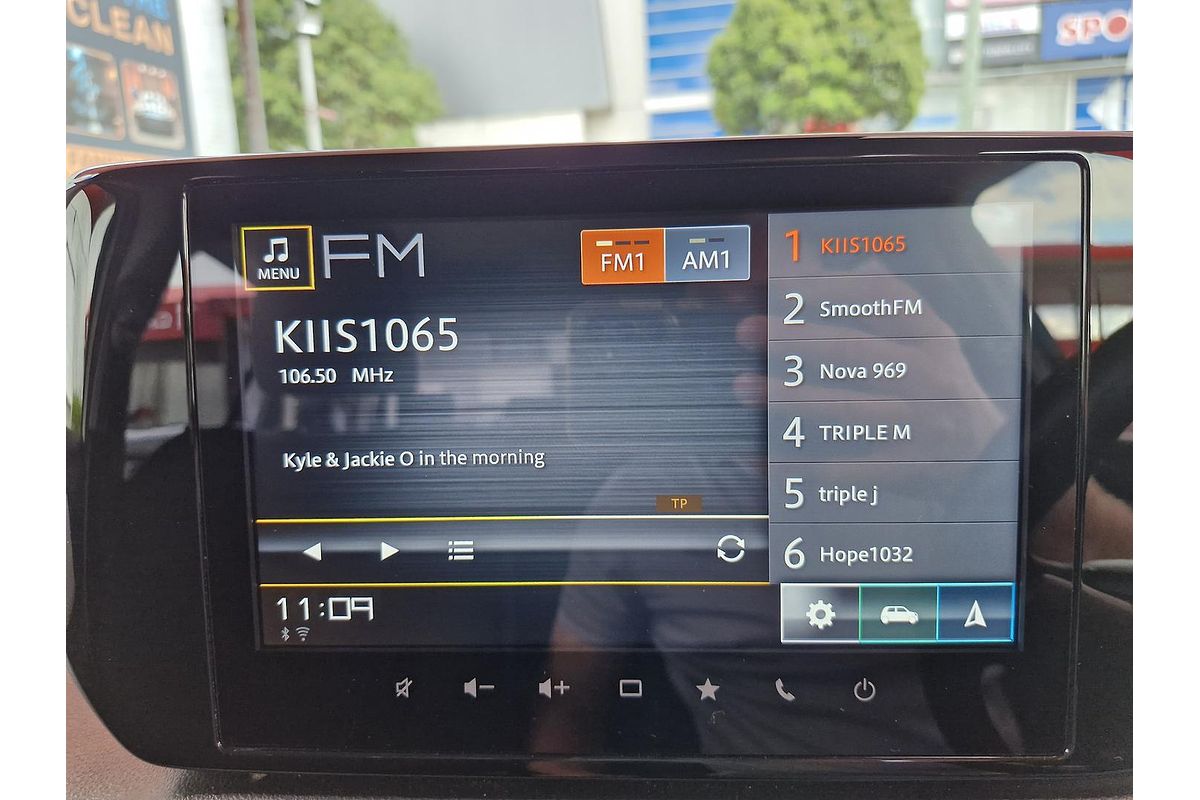 CLEAN
SPO
MENU
FM
FM1
AM1
KIIS1065
106.50 MHz
Kyle & Jackie O in the morning
TP
11:09
1 KIIS1065
2 SmoothFM
3 Nova 969
4 TRIPLE M
5 triple j
6 Hope1032